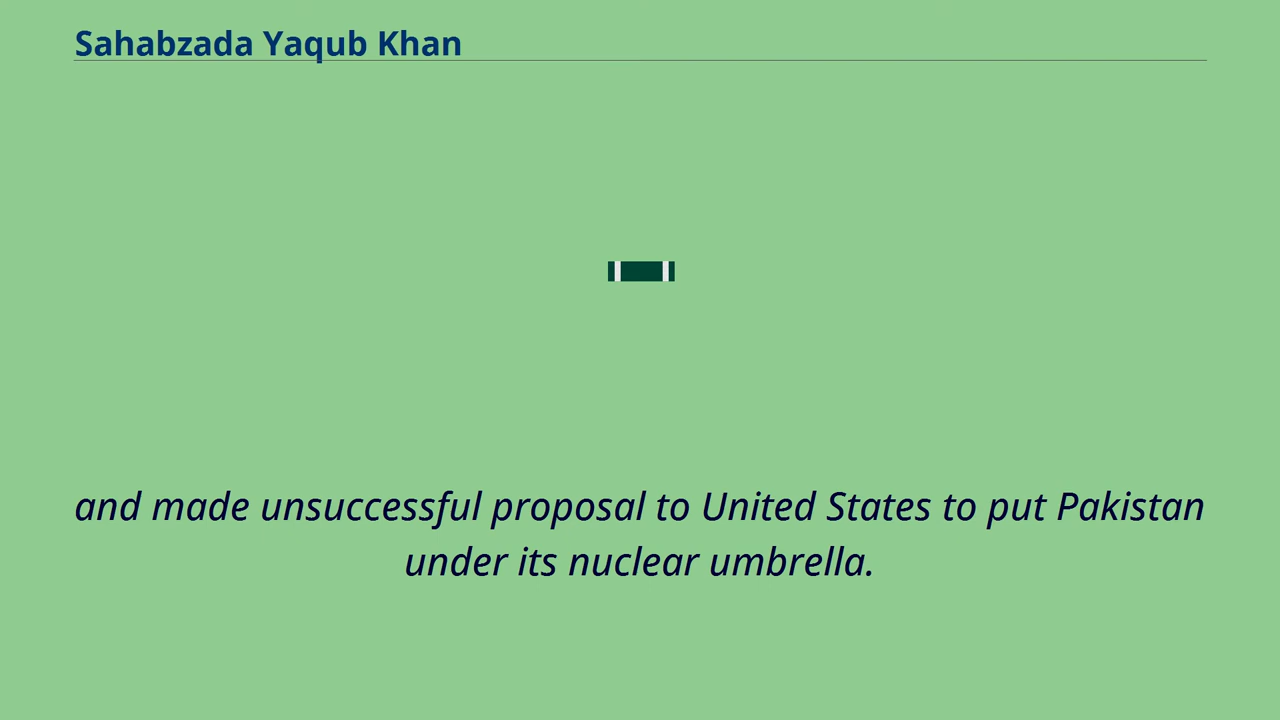 Sahabzada Yaqub Khan
and made unsuccessful proposal to United States to put Pakistan
under its nuclear umbrella.